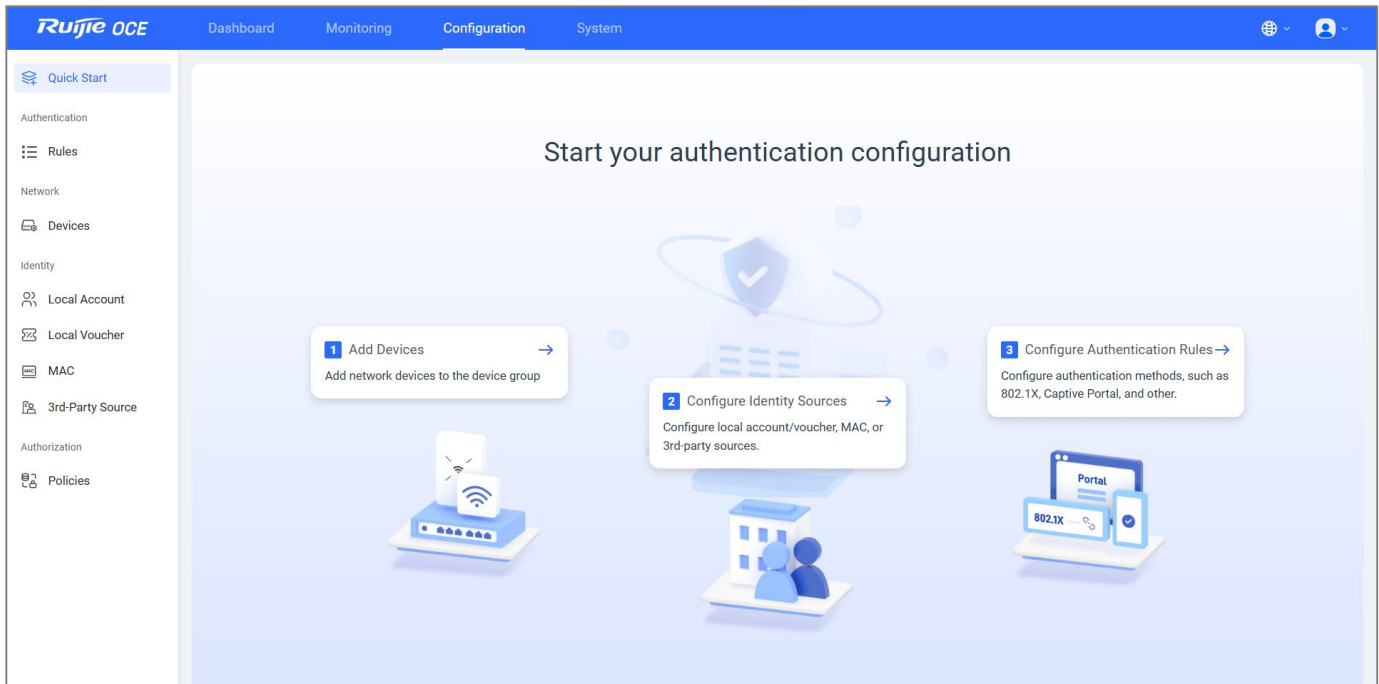 Ruijie OCE
Dashboard
Monitoring
Configuration
System
Quick Start
Authentication
Rules
Network
Devices
Identity
Local Account
Local Voucher
MAC
MAC
3rd-Party Source
Authorization
Policies
Start your authentication configuration
1 Add Devices
Add network devices to the device group
2 Configure Identity Sources
Configure local account/voucher, MAC, or
3rd-party sources.
3 Configure Authentication Rules
Configure authentication methods, such as
802.1X, Captive Portal, and other.
Portal
802.1X